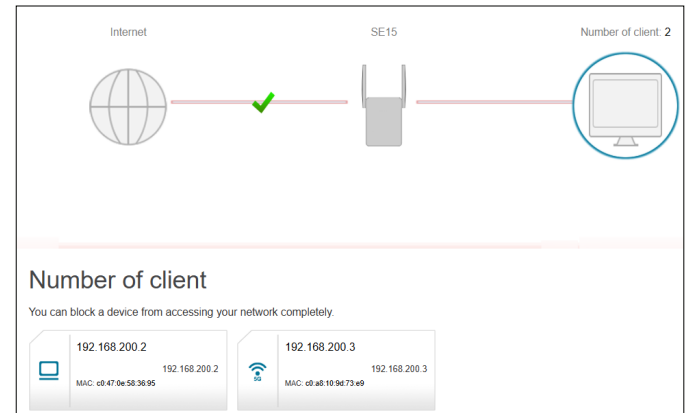 Internet
SE15
Number of client: 2
Number of client
You can block a device from accessing your network completely.
192.168.200.2
192.168.200.2
MAC: c0:47:0e:58:36:95
192.168.200.3
192.168.200.3
5G
MAC: c0:a8:10:9d:73:e9